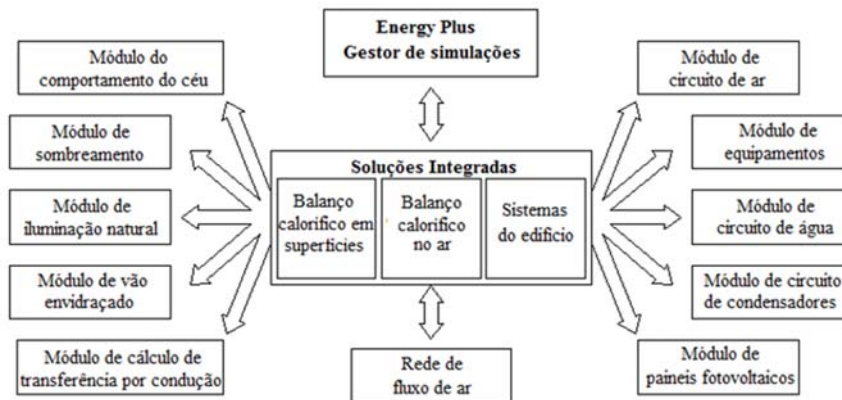 Energy Plus
Gestor de simulações
Módulo do
comportamento do céu
Módulo de
sombreamento
Módulo de
iluminação natural
Módulo de vão
envidraçado
Módulo de cálculo de
transferência por condução
Soluções Integradas
Balanço
calorífico em
superfícies
Balanço
calorífico
no ar
Sistemas
do edifício
Rede de
fluxo de ar
Módulo de
circuito de ar
Módulo de
equipamentos
Módulo de
circuito de água
Módulo de circuito
de condensadores
Módulo de
paineis fotovoltaicos